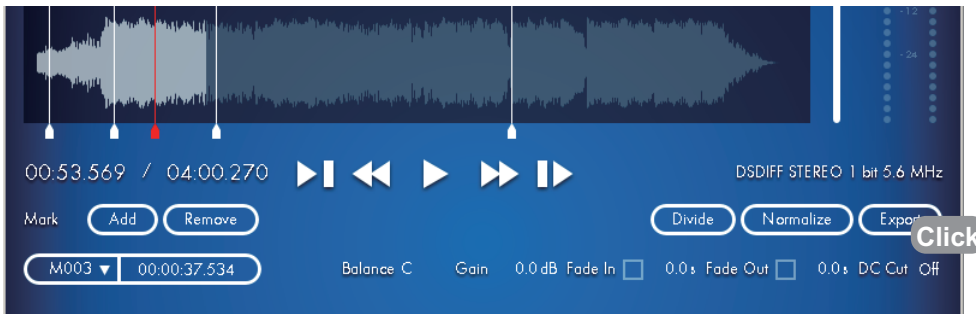 -12
-24
00:53.569 / 04:00.270 DSDIFF STEREO 1 bit 5.6 MHz
Mark Add Remove Divide Normalize Export
Click
M003 ▼ 00:00:37.534 Balance C Gain 0.0 dB Fade In 0.0 s Fade Out 0.0 s DC Cut Off